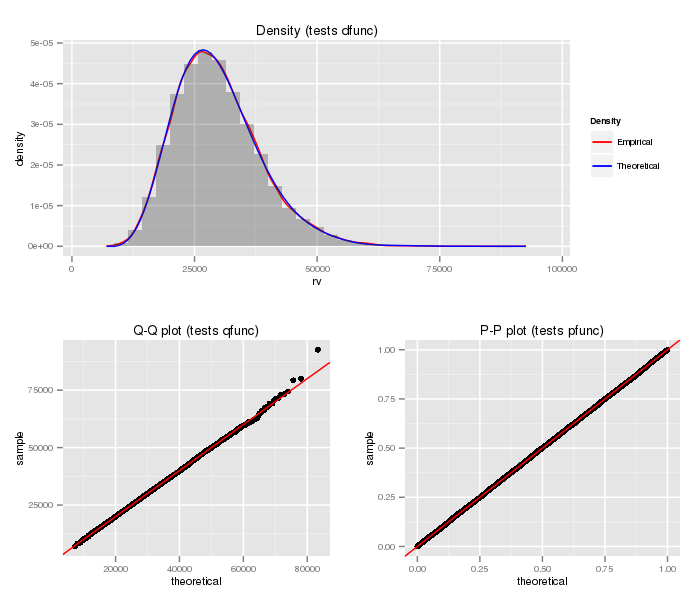 Density (tests dfunc)
5e-05
4e-05
3e-05
2e-05
1e-05
0e+00
density
0
25000
50000
75000
100000
rv
Density
Empirical
Theoretical
Q-Q plot (tests qfunc)
75000
50000
25000
sample
20000
40000
60000
80000
theoretical
P-P plot (tests pfunc)
1.00
0.75
0.50
0.25
0.00
sample
0.00
0.25
0.50
0.75
1.00
theoretical